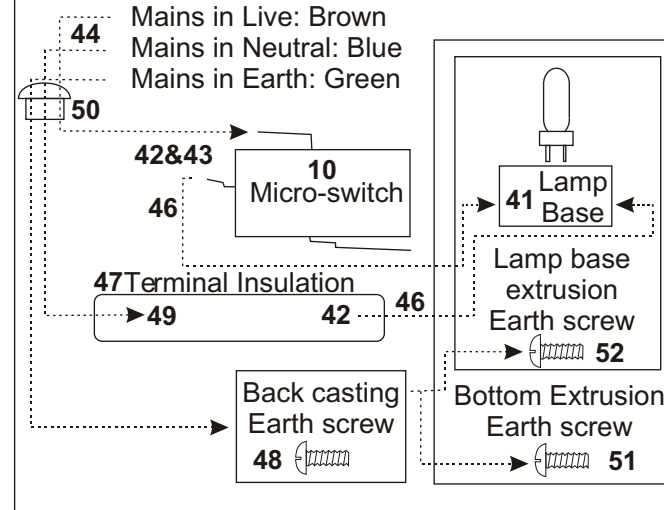 44
Mains in Live: Brown
Mains in Neutral: Blue
Mains in Earth: Green
50
42&43
46
10
Micro-switch
41
Lamp
Base
47 Terminal Insulation
49
42
46
Lamp base
extrusion
Earth screw
52
Back casting
Earth screw
48
Bottom Extrusion
Earth screw
51